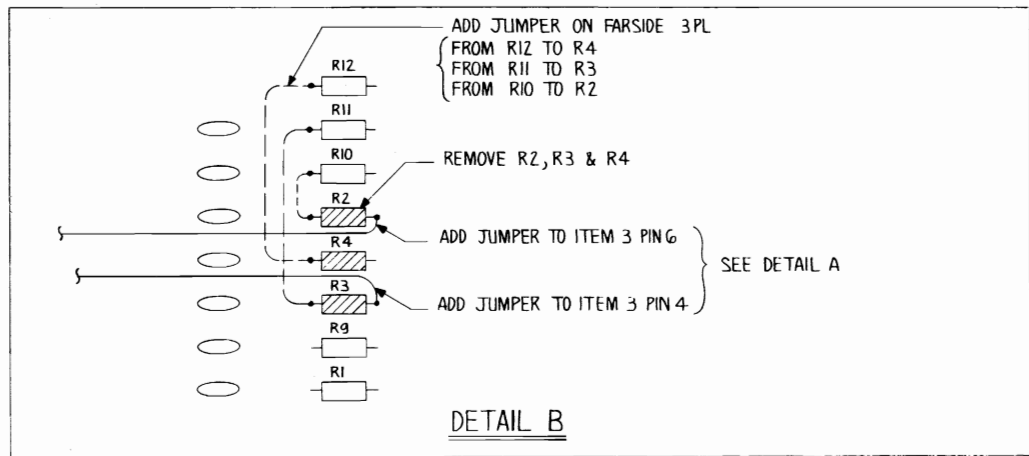 ADD JUMPER ON FARSIDE 3PL
FROM R12 TO R4
FROM R11 TO R3
FROM R10 TO R2
R12
R11
R10
REMOVE R2, R3 & R4
R2
ADD JUMPER TO ITEM 3 PIN 6
R4
SEE DETAIL A
R3
ADD JUMPER TO ITEM 3 PIN 4
R9
R1
DETAIL B